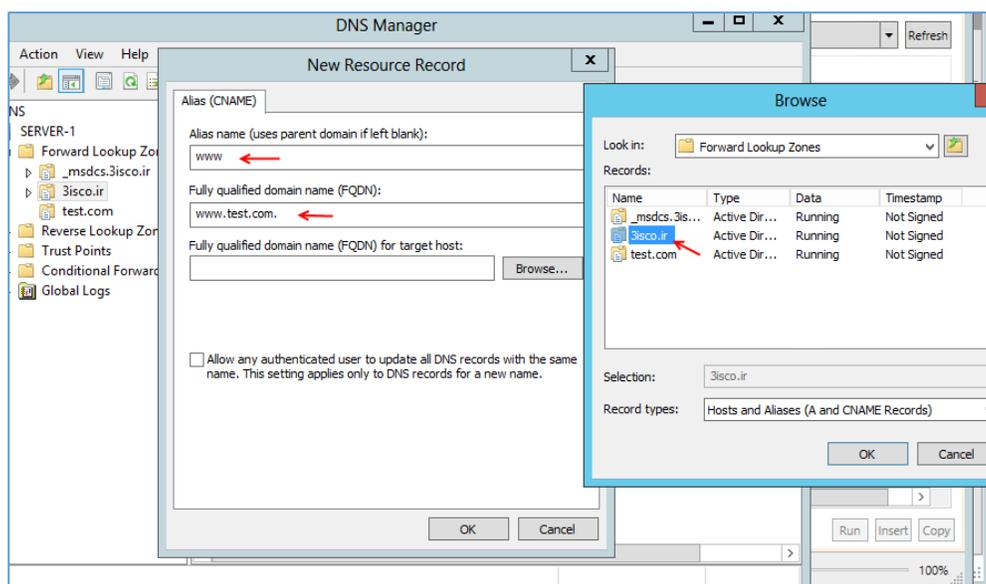 DNS Manager
Action View Help
Refresh
NS
SERVER-1
Forward Lookup Zo
_msdcs.3isco.ir
3isco.ir
test.com
Reverse Lookup Zor
Trust Points
Conditional Forward
Global Logs
New Resource Record
Alias (CNAME)
Alias name (uses parent domain if left blank):
www
Fully qualified domain name (FQDN):
www.test.com.
Fully qualified domain name (FQDN) for target host:
Browse...
Allow any authenticated user to update all DNS records with the same
name. This setting applies only to DNS records for a new name.
OK Cancel
Browse
Look in: Forward Lookup Zones
Records:
Name Type Data Timestamp
_msdcs.3is... Active Dir... Running Not Signed
3isco.ir Active Dir... Running Not Signed
test.com Active Dir... Running Not Signed
Selection: 3isco.ir
Record types: Hosts and Aliases (A and CNAME Records)
OK Cancel
Run Insert Copy
100%